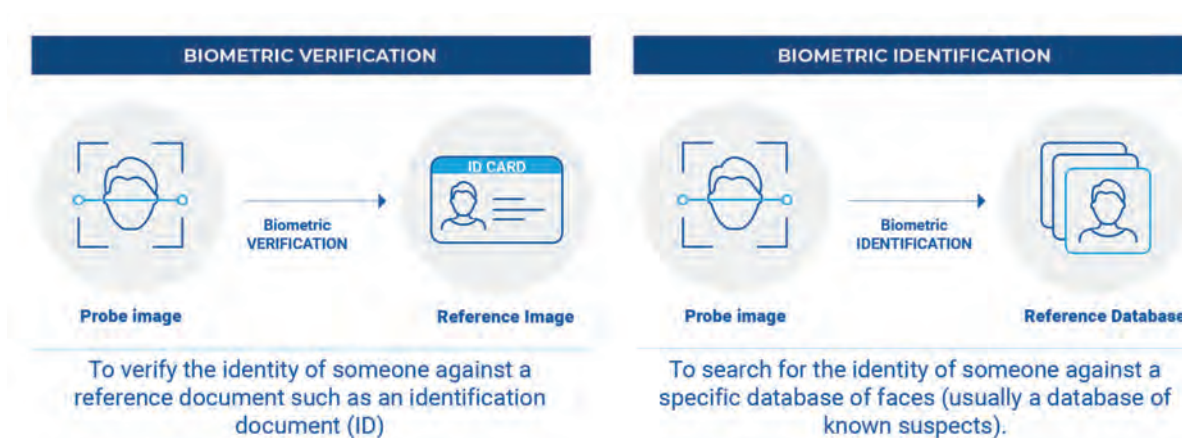 BIOMETRIC VERIFICATION
ID CARD
Biometric
VERIFICATION
Probe image
Reference Image
To verify the identity of someone against a
reference document such as an identification
document (ID)
BIOMETRIC IDENTIFICATION
Biometric
IDENTIFICATION
Probe image
Reference Database
To search for the identity of someone against a
specific database of faces (usually a database of
known suspects).